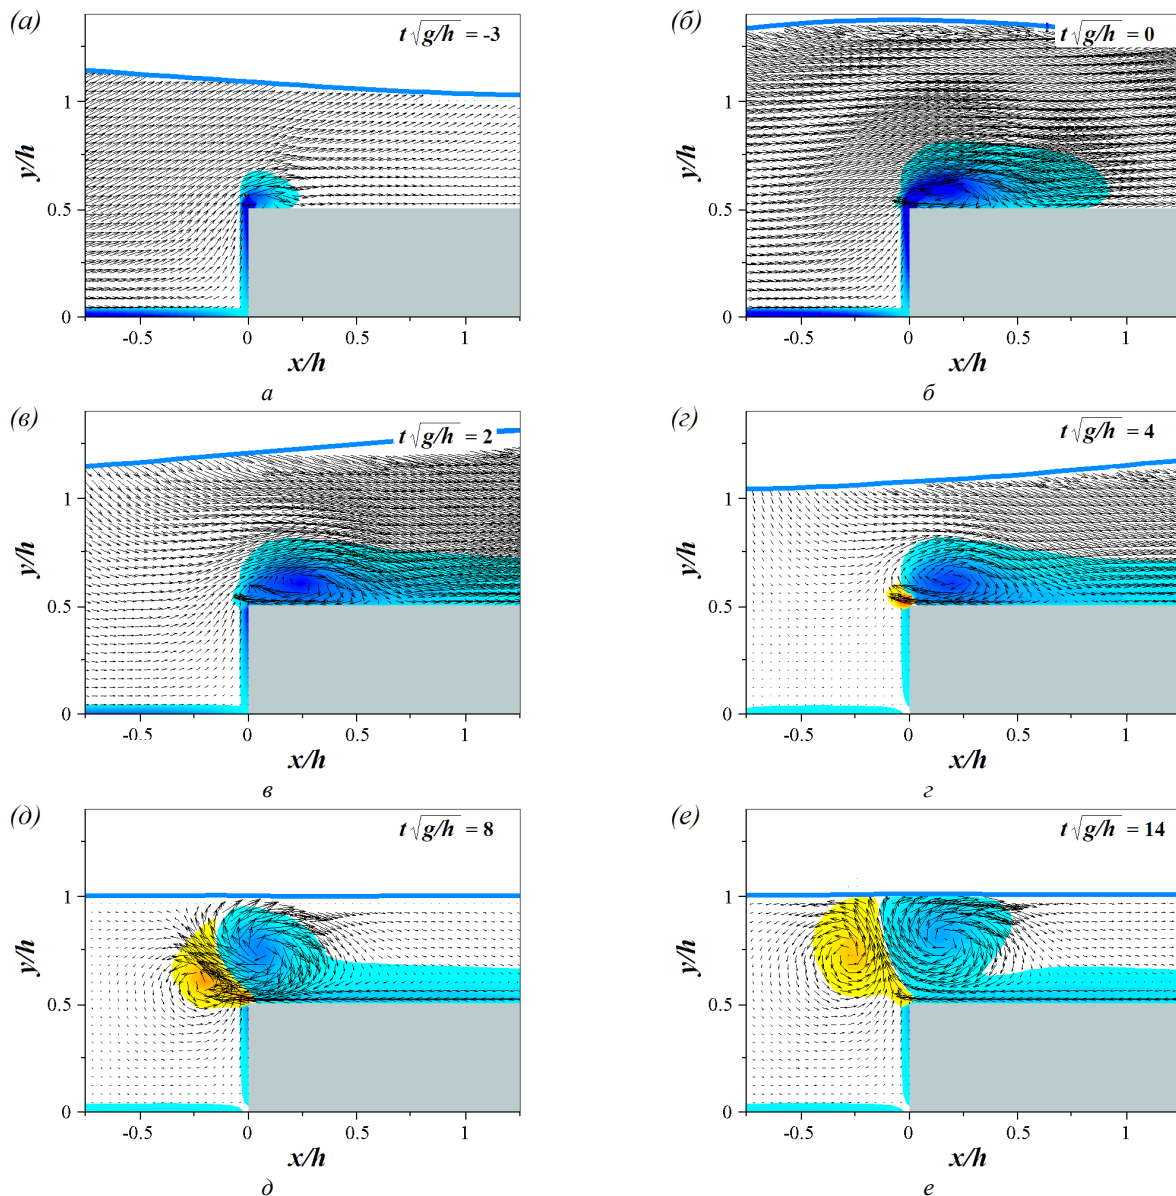 (а)
t√g/h = -3
y/h
1
0.5
0
-0.5
0
0.5
1
x/h
а
(б)
t√g/h = 0
y/h
1
0.5
0
-0.5
0
0.5
1
x/h
б
(в)
t√g/h = 2
y/h
1
0.5
0
-0.5
0
0.5
1
x/h
в
(г)
t√g/h = 4
y/h
1
0.5
0
-0.5
0
0.5
1
x/h
г
(д)
t√g/h = 8
y/h
1
0.5
0
-0.5
0
0.5
1
x/h
д
(е)
t√g/h = 14
y/h
1
0.5
0
-0.5
0
0.5
1
x/h
е